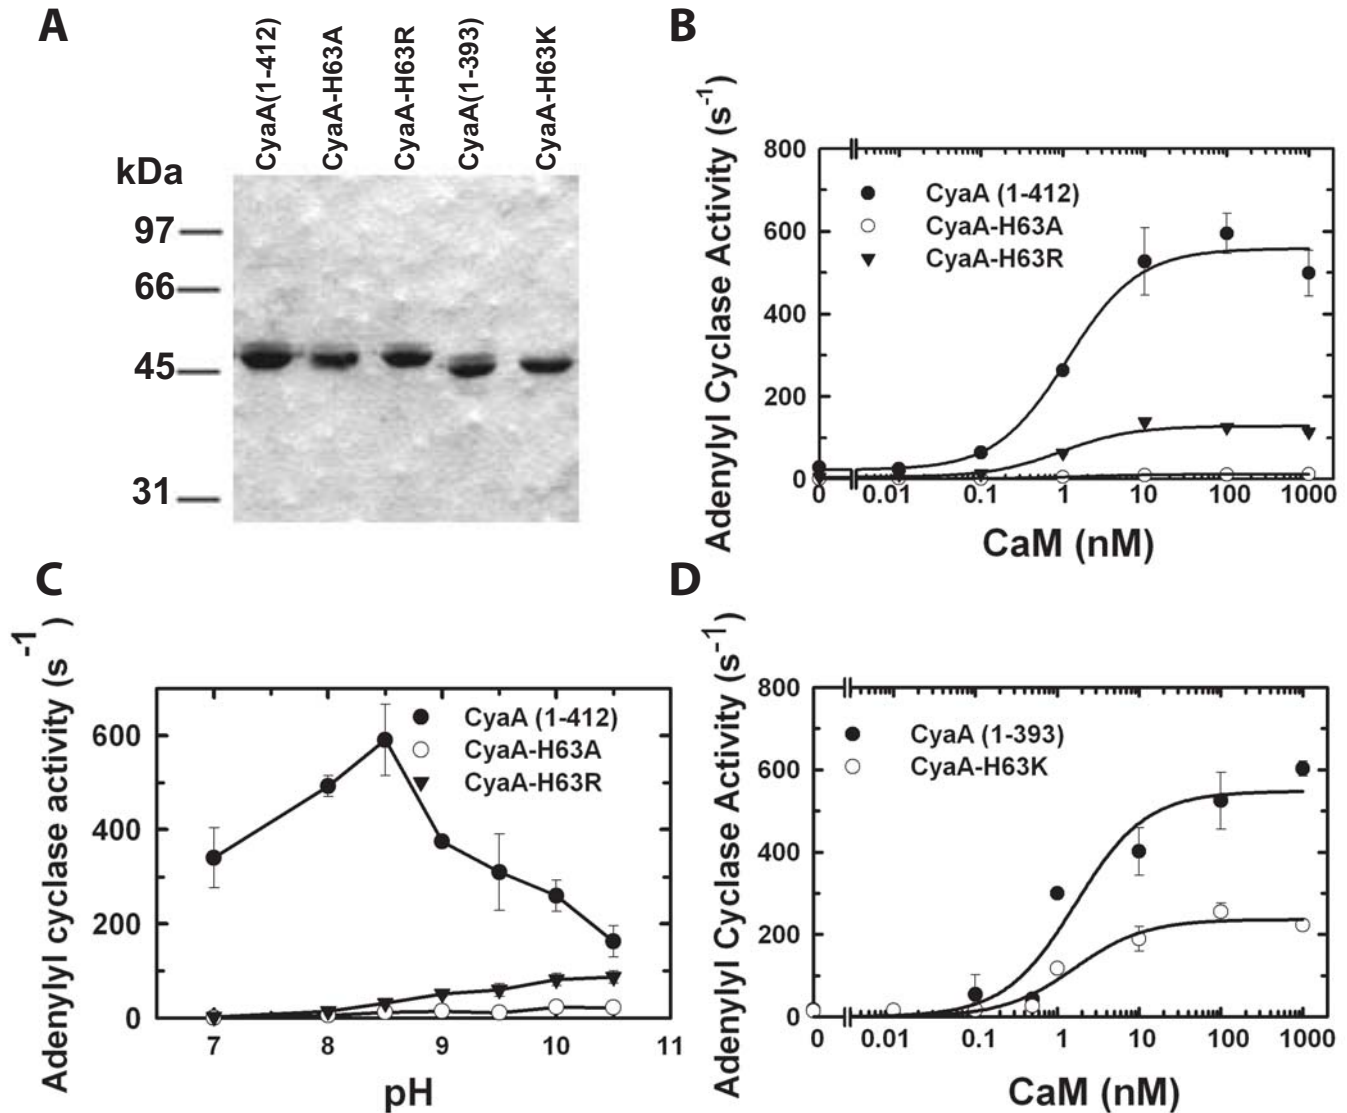 A
CyaA(1-412)
CyaA-H63A
CyaA-H63R
CyaA(1-393)
CyaA-H63K
kDa
97
66
45
31
B
Adenylyl Cyclase Activity (s-1)
800
600
400
200
0
CyaA (1-412)
CyaA-H63A
CyaA-H63R
0 0.01 0.1 1 10 100 1000
CaM (nM)
C
Adenylyl cyclase activity (s-1)
600
400
200
0
CyaA (1-412)
CyaA-H63A
CyaA-H63R
7 8 9 10 11
pH
D
Adenylyl Cyclase Activity (s-1)
800
600
400
200
0
CyaA (1-393)
CyaA-H63K
0 0.01 0.1 1 10 100 1000
CaM (nM)